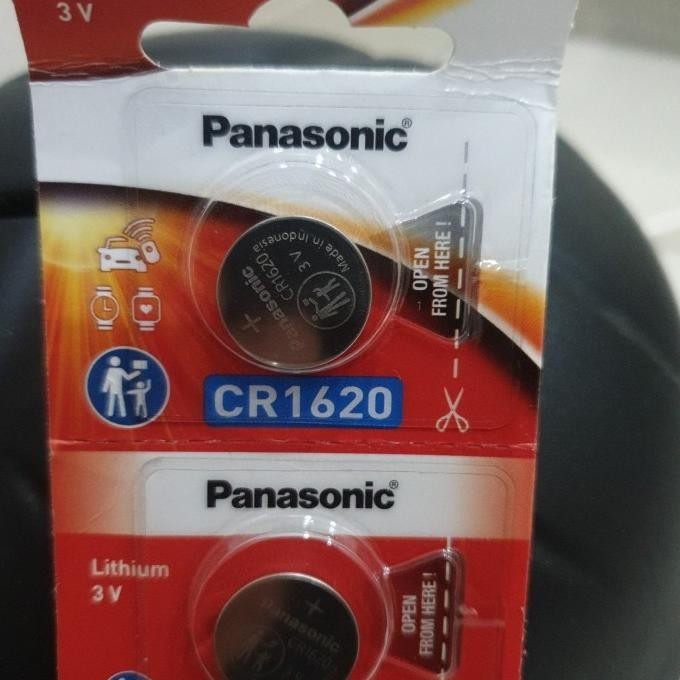 3 V
Panasonic®
Made in Indonesia
3 V
CR1620
Panasonic
+
OPEN
FROM HERE !
CR1620
Panasonic®
Lithium
3 V
OPEN
FROM HERE !
+
Panasonic
CR1620